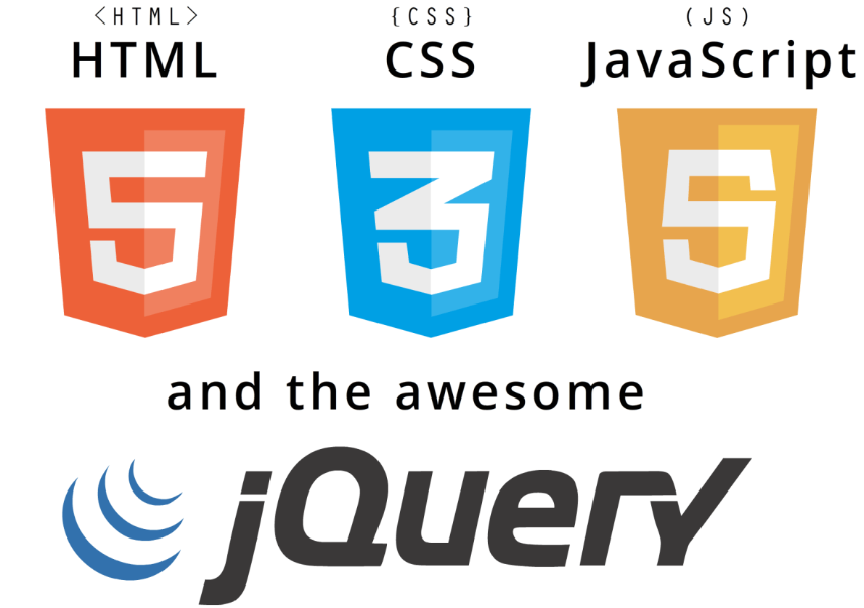 <HTML> {CSS} (JS)
HTML CSS JavaScript
5 3 5
and the awesome
jQuery